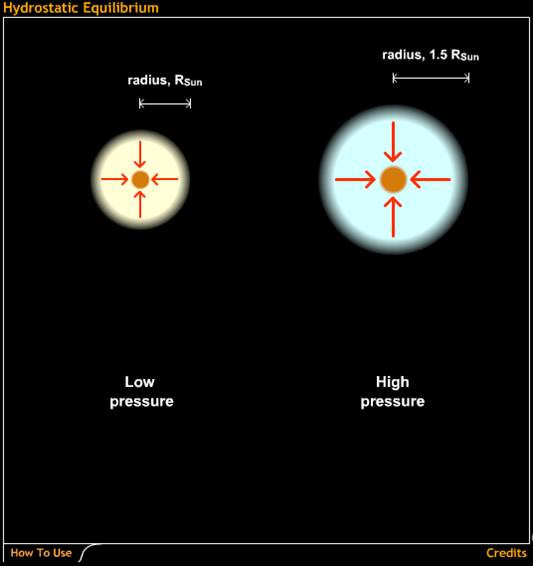 Hydrostatic Equilibrium
radius, 1.5 RSun
radius, RSun
Low
pressure
High
pressure
How To Use
Credits